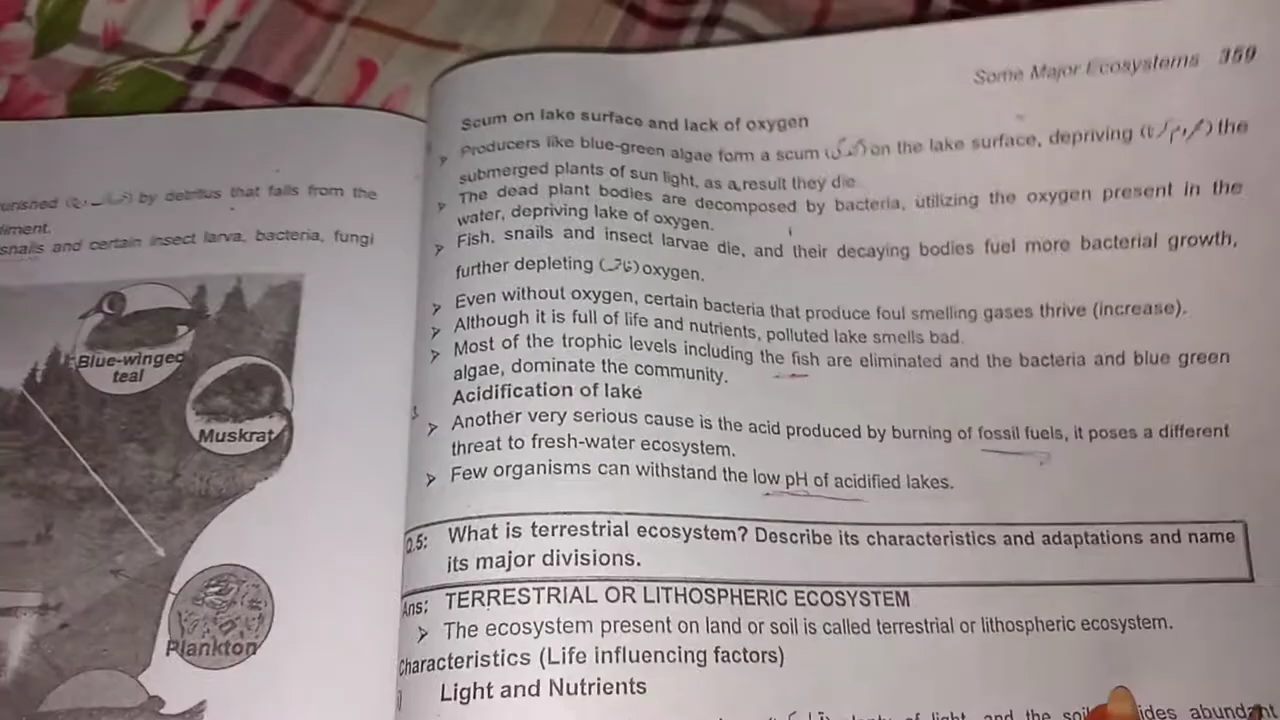 urished by detritus that falls from the
liment.
snails and certain insect larva, bacteria, fungi
Blue-winged
teal
Muskrat
Plankton
Some Major Ecosystems 359
Scum on lake surface and lack of oxygen
➢ Producers like blue-green algae form a scum on the lake surface, depriving the
submerged plants of sun light, as a result they die
➢ The dead plant bodies are decomposed by bacteria, utilizing the oxygen present in the
water, depriving lake of oxygen.
➢ Fish, snails and insect larvae die, and their decaying bodies fuel more bacterial growth,
further depleting oxygen.
➢ Even without oxygen, certain bacteria that produce foul smelling gases thrive (increase).
➢ Although it is full of life and nutrients, polluted lake smells bad.
➢ Most of the trophic levels including the fish are eliminated and the bacteria and blue green
algae, dominate the community.
Acidification of lake
➢ Another very serious cause is the acid produced by burning of fossil fuels, it poses a different
threat to fresh-water ecosystem.
➢ Few organisms can withstand the low pH of acidified lakes.
Q.5: What is terrestrial ecosystem? Describe its characteristics and adaptations and name
its major divisions.
Ans: TERRESTRIAL OR LITHOSPHERIC ECOSYSTEM
➢ The ecosystem present on land or soil is called terrestrial or lithospheric ecosystem.
Characteristics (Life influencing factors)
Light and Nutrients
of light and the soil ides abundant